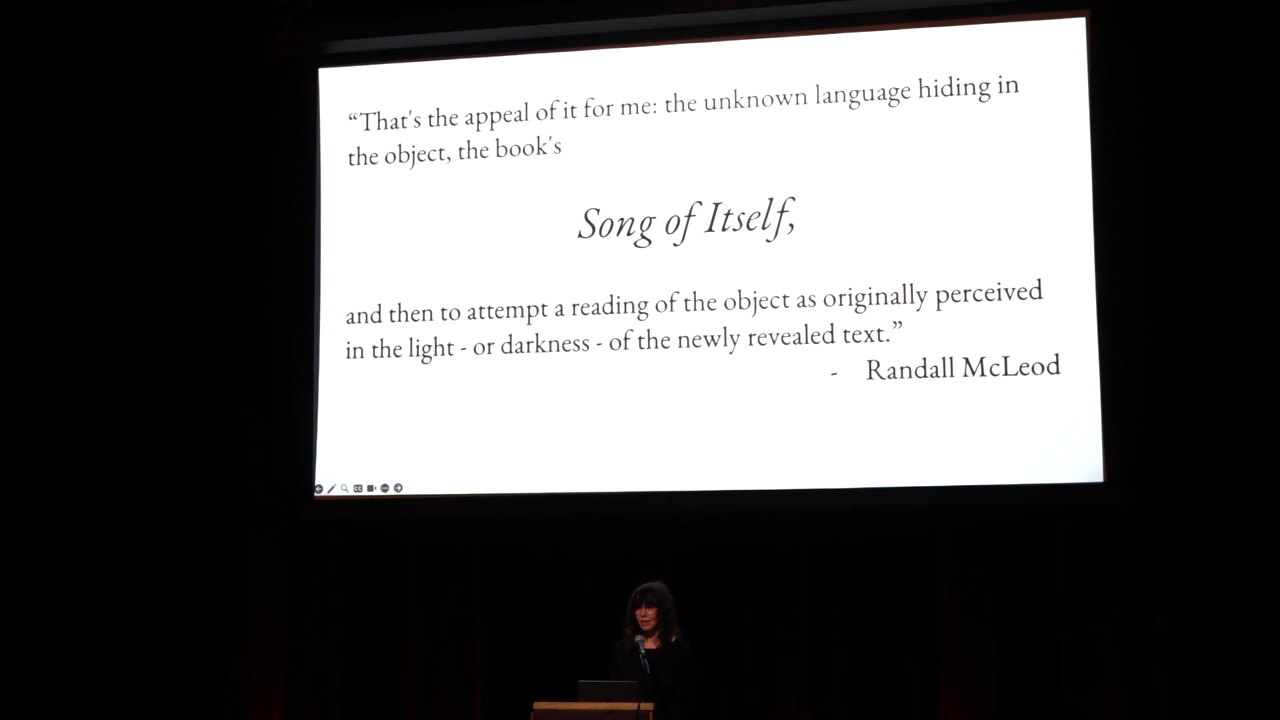 “That's the appeal of it for me: the unknown language hiding in
the object, the book's
Song of Itself,
and then to attempt a reading of the object as originally perceived
in the light - or darkness - of the newly revealed text.”
- Randall McLeod